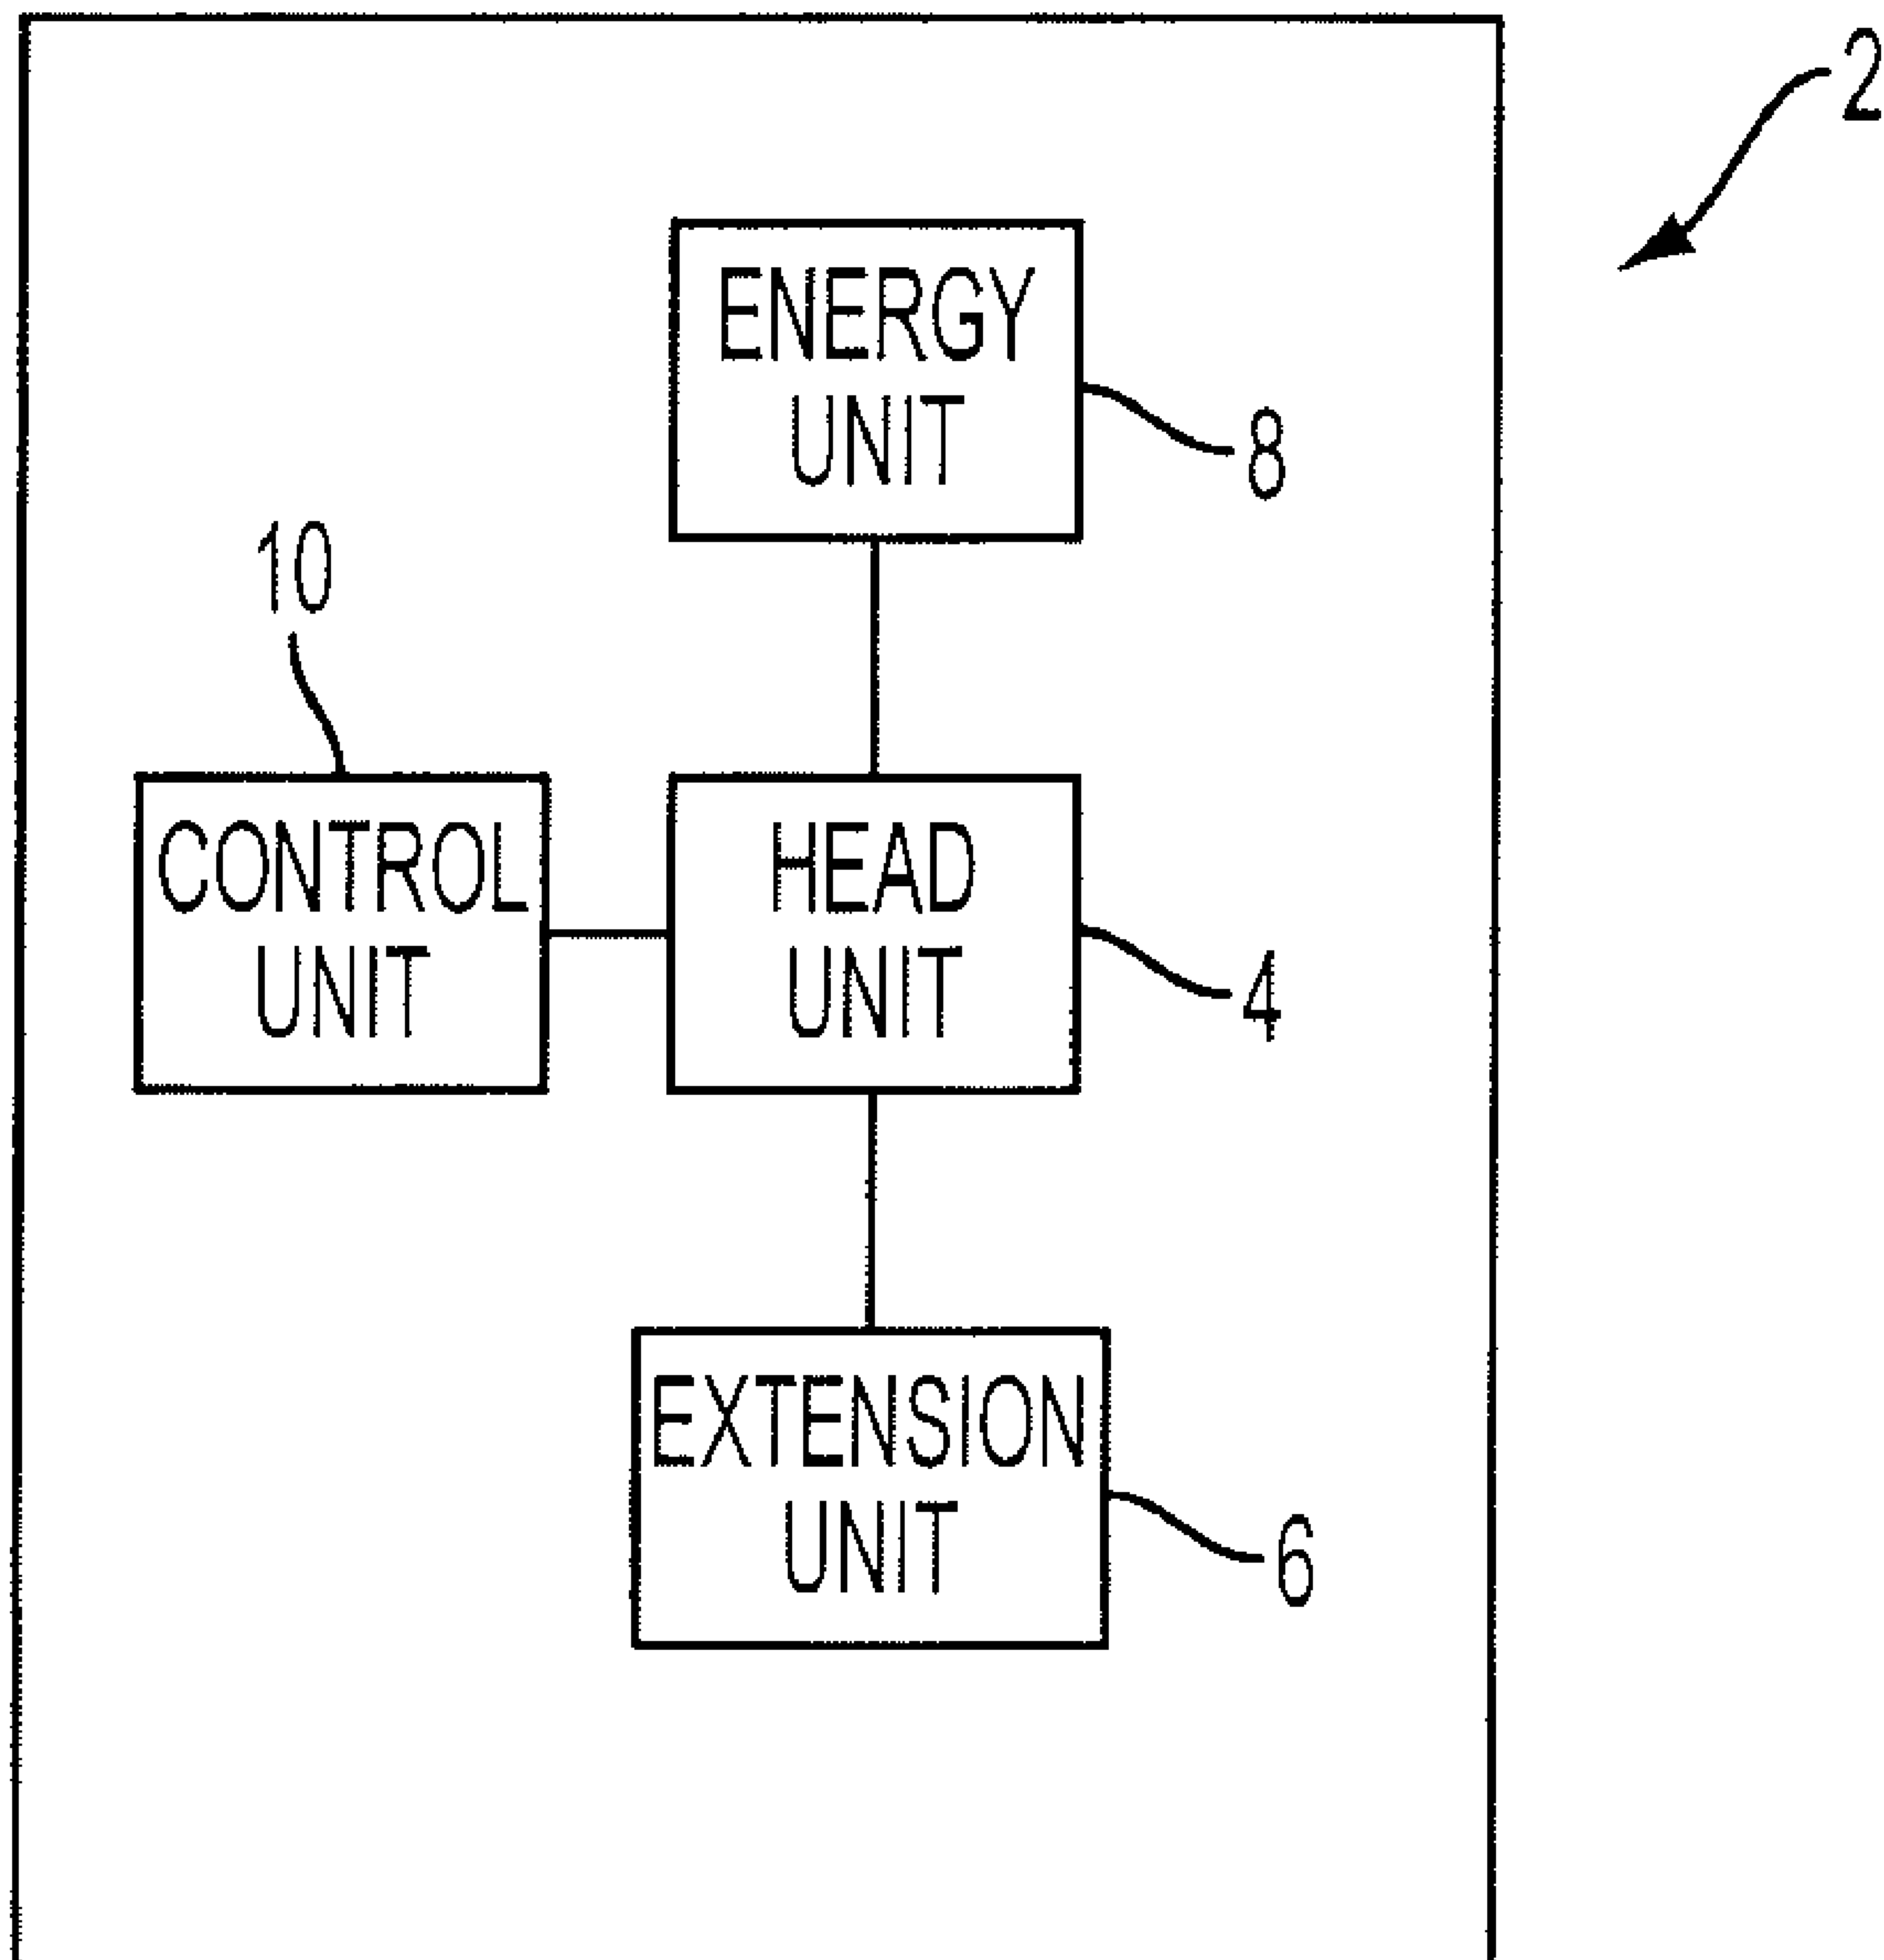 2
ENERGY
UNIT
8
10
CONTROL
UNIT
HEAD
UNIT
4
EXTENSION
UNIT
6